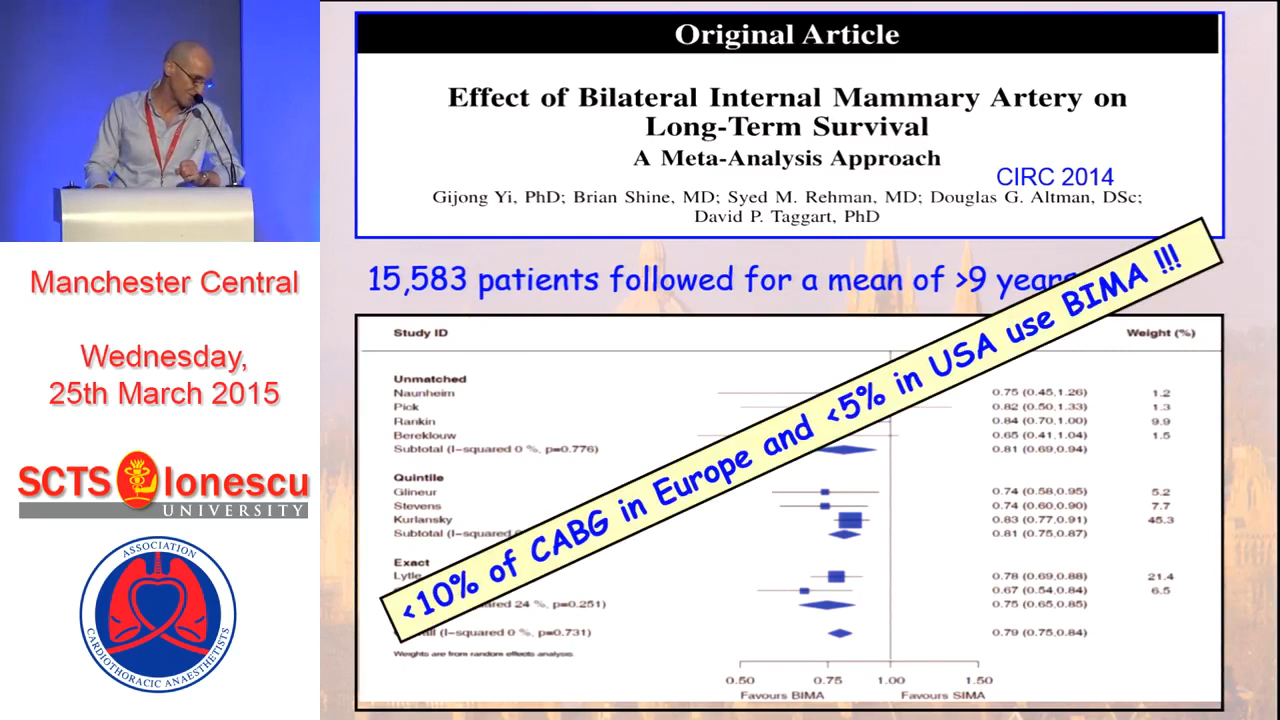 Original Article
Effect of Bilateral Internal Mammary Artery on
Long-Term Survival
A Meta-Analysis Approach
CIRC 2014
Gijong Yi, PhD; Brian Shine, MD; Syed M. Rehman, MD; Douglas G. Altman, DSc;
David P. Taggart, PhD
15,583 patients followed for a mean of >9 years
<10% of CABG in Europe and <5% in USA use BIMA !!!
Study ID
Weight (%)
Unmatched
Naunheim 0.75 (0.45,1.26) 1.2
Pick 0.82 (0.50,1.33) 1.3
Rankin 0.84 (0.70,1.00) 9.9
Bereklouw 0.65 (0.41,1.04) 1.5
Subtotal (I-squared 0 %, p=0.776) 0.81 (0.69,0.94)
Quintile
Glineur 0.74 (0.58,0.95) 5.2
Stevens 0.74 (0.60,0.90) 7.7
Kurlansky 0.83 (0.77,0.91) 45.3
Subtotal (I-squared 0.81 (0.75,0.87)
Exact
Lytle 0.78 (0.69,0.88) 21.4
0.67 (0.54,0.84) 6.5
24 %, p=0.251) 0.75 (0.65,0.85)
(I-squared 0 %, p=0.731) 0.79 (0.75,0.84)
Weights are from random effects analysis
0.50 0.75 1.00 1.50
Favours BIMA Favours SIMA
Manchester Central
Wednesday,
25th March 2015
SCTS Ionescu
UNIVERSITY
ASSOCIATION
CARDIOTHORACIC ANAESTHETISTS